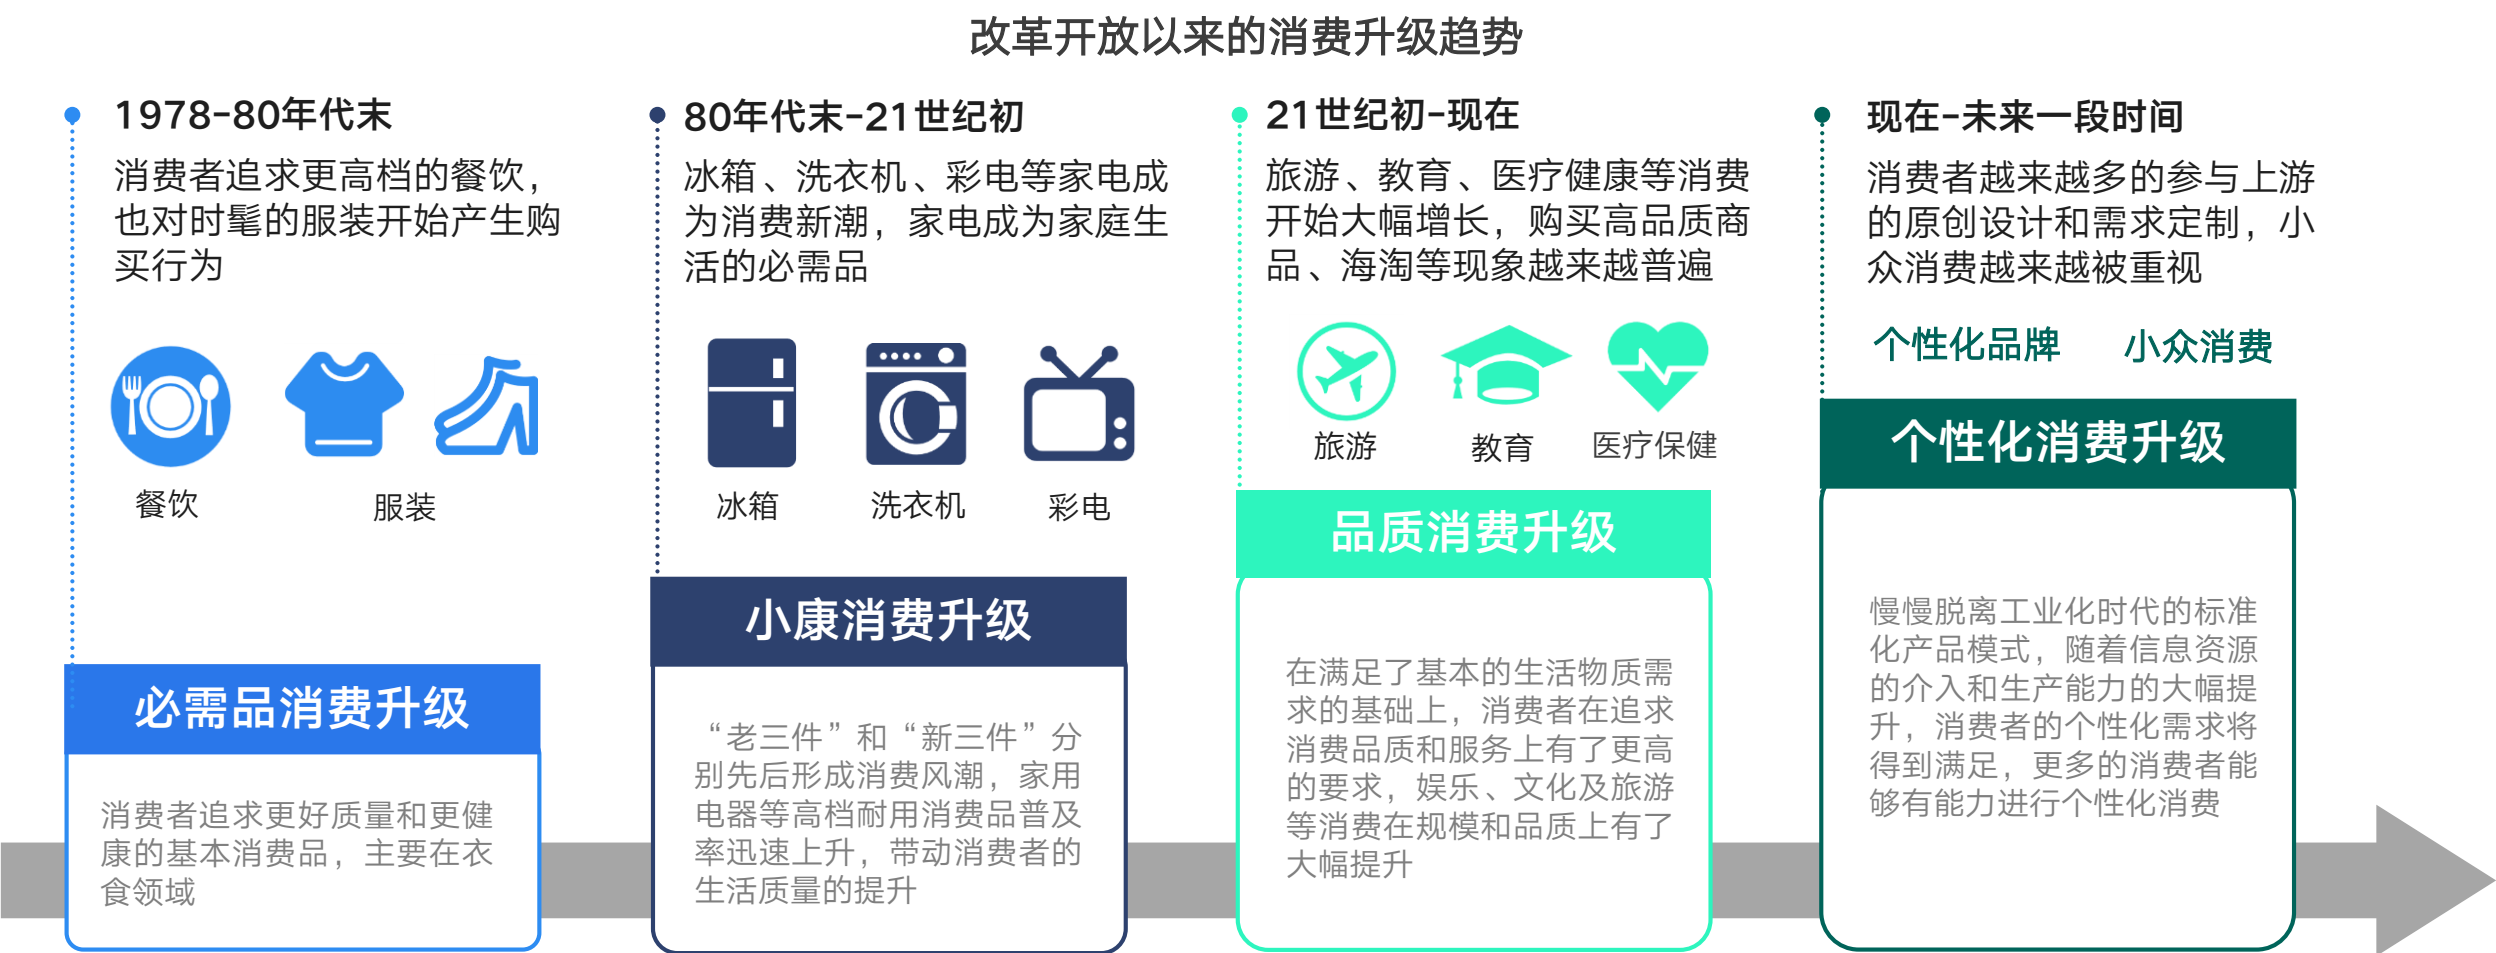 改革开放以来的消费升级趋势
1978-80年代末
消费者追求更高档的餐饮，
也对时髦的服装开始产生购
买行为
餐饮
服装
必需品消费升级
消费者追求更好质量和更健
康的基本消费品，主要在衣
食领域
80年代末-21世纪初
冰箱、洗衣机、彩电等家电成
为消费新潮，家电成为家庭生
活的必需品
冰箱
洗衣机
彩电
小康消费升级
“老三件”和“新三件”分
别先后形成消费风潮，家用
电器等高档耐用消费品普及
率迅速上升，带动消费者的
生活质量的提升
21世纪初-现在
旅游、教育、医疗健康等消费
开始大幅增长，购买高品质商
品、海淘等现象越来越普遍
旅游
教育
医疗保健
品质消费升级
在满足了基本的生活物质需
求的基础上，消费者在追求
消费品质和服务上有了更高
的要求，娱乐、文化及旅游
等消费在规模和品质上有了
大幅提升
现在-未来一段时间
消费者越来越多的参与上游
的原创设计和需求定制，小
众消费越来越被重视
个性化品牌
小众消费
个性化消费升级
慢慢脱离工业化时代的标准
化产品模式，随着信息资源
的介入和生产能力的大幅提
升，消费者的个性化需求将
得到满足，更多的消费者能
够有能力进行个性化消费